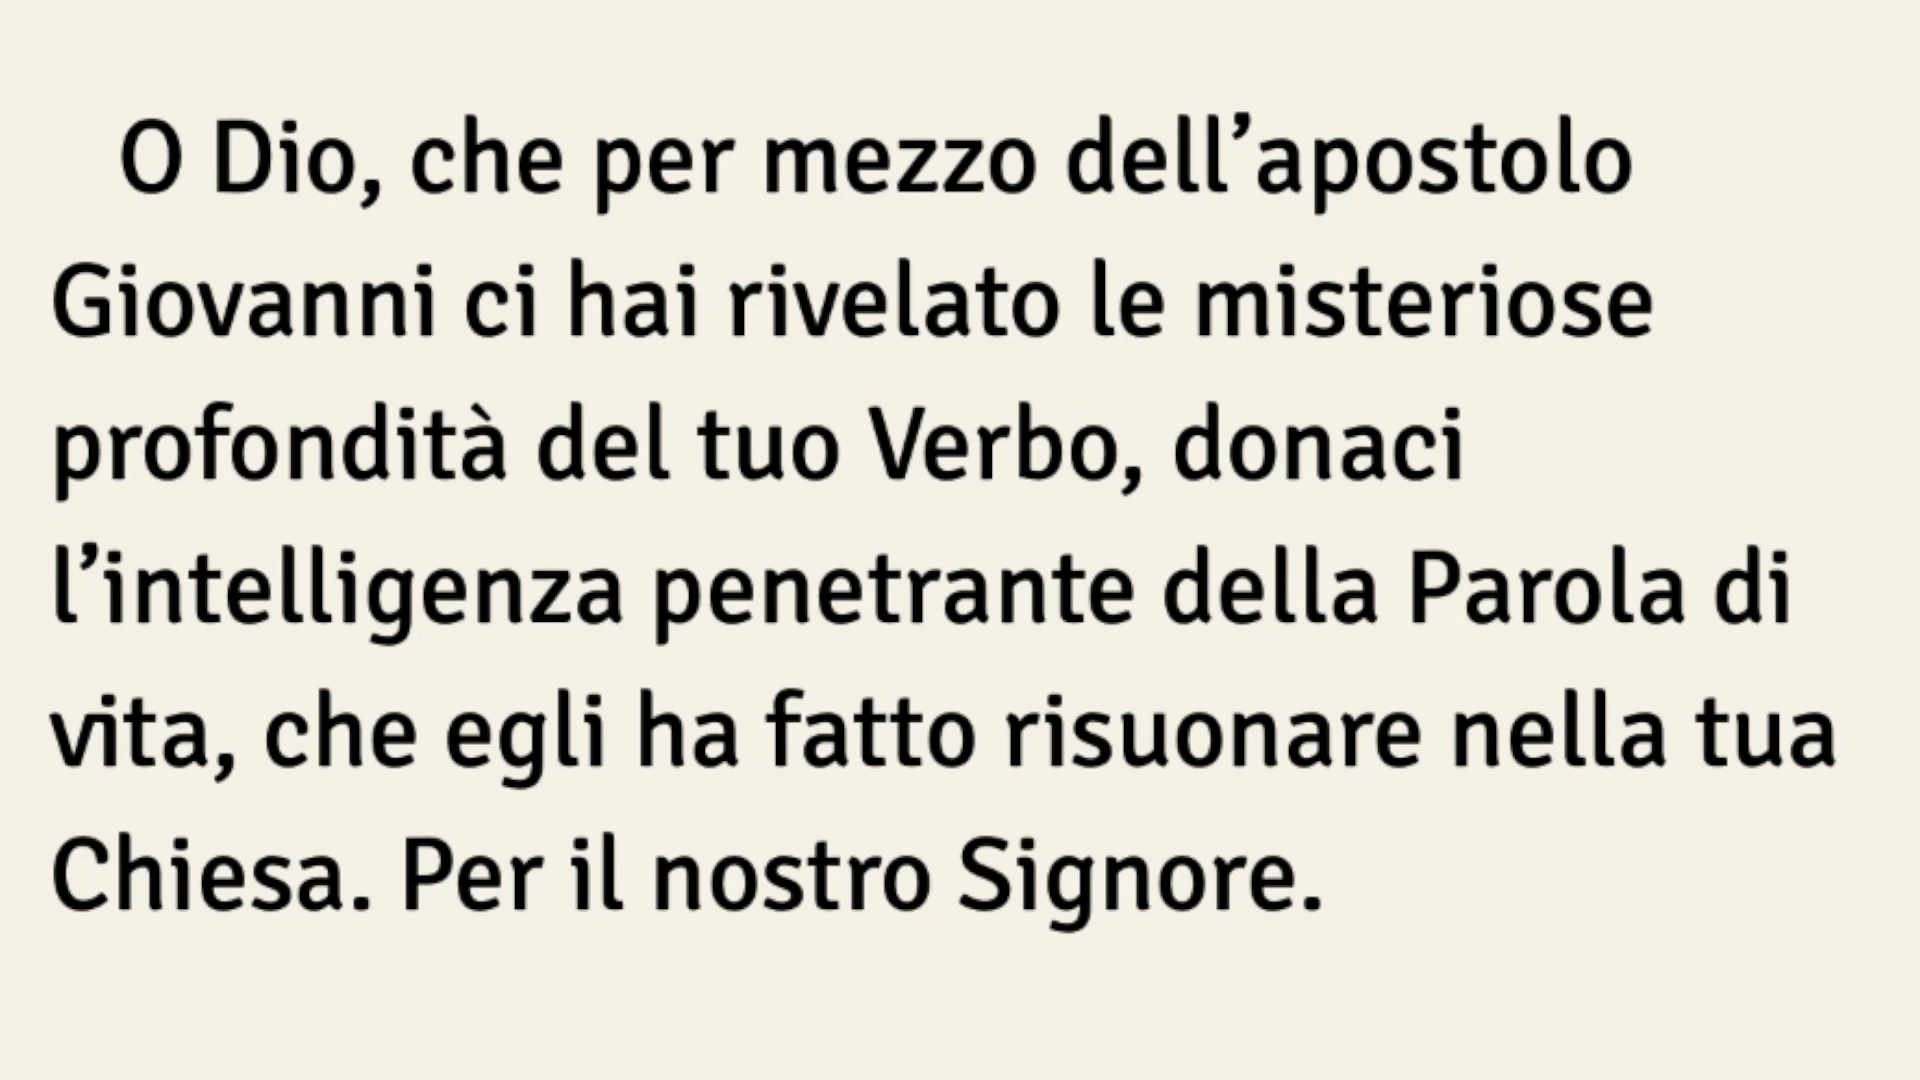 O Dio, che per mezzo dell’apostolo
Giovanni ci hai rivelato le misteriose
profondità del tuo Verbo, donaci
l’intelligenza penetrante della Parola di
vita, che egli ha fatto risuonare nella tua
Chiesa. Per il nostro Signore.